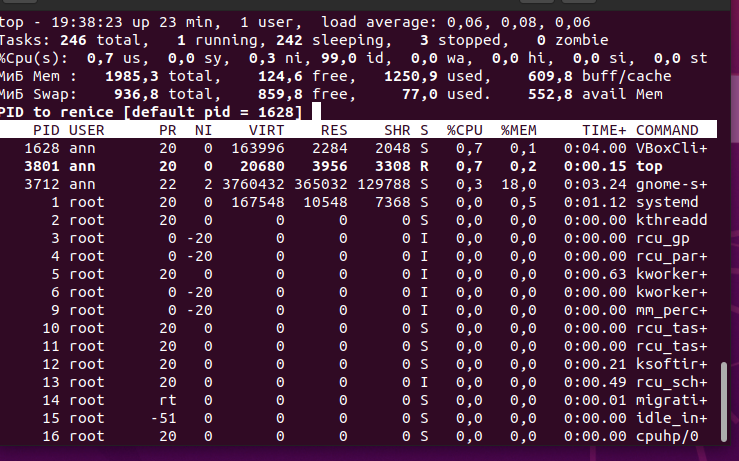 top - 19:38:23 up 23 min,  1 user,  load average: 0,06, 0,08, 0,06
Tasks: 246 total,   1 running, 242 sleeping,   3 stopped,   0 zombie
%Cpu(s):  0,7 us,  0,0 sy,  0,3 ni, 99,0 id,  0,0 wa,  0,0 hi,  0,0 si,  0,0 st
МиБ Mem :   1985,3 total,    124,6 free,   1250,9 used,    609,8 buff/cache
МиБ Swap:    936,8 total,    859,8 free,     77,0 used.    552,8 avail Mem
PID to renice [default pid = 1628]
PID USER      PR  NI    VIRT    RES    SHR S  %CPU  %MEM     TIME+ COMMAND
1628 ann       20   0  163996   2284   2048 S   0,7   0,1   0:04.00 VBoxCli+
3801 ann       20   0   20680   3956   3308 R   0,7   0,2   0:00.15 top
3712 ann       22   2 3760432 365032 129788 S   0,3  18,0   0:03.24 gnome-s+
1 root      20   0  167548  10548   7368 S   0,0   0,5   0:01.12 systemd
2 root      20   0       0      0      0 S   0,0   0,0   0:00.00 kthreadd
3 root       0 -20       0      0      0 I   0,0   0,0   0:00.00 rcu_gp
4 root       0 -20       0      0      0 I   0,0   0,0   0:00.00 rcu_par+
5 root      20   0       0      0      0 I   0,0   0,0   0:00.63 kworker+
6 root       0 -20       0      0      0 I   0,0   0,0   0:00.00 kworker+
9 root       0 -20       0      0      0 I   0,0   0,0   0:00.00 mm_perc+
10 root      20   0       0      0      0 S   0,0   0,0   0:00.00 rcu_tas+
11 root      20   0       0      0      0 S   0,0   0,0   0:00.00 rcu_tas+
12 root      20   0       0      0      0 S   0,0   0,0   0:00.21 ksoftir+
13 root      20   0       0      0      0 I   0,0   0,0   0:00.49 rcu_sch+
14 root      rt   0       0      0      0 S   0,0   0,0   0:00.01 migrati+
15 root     -51   0       0      0      0 S   0,0   0,0   0:00.00 idle_in+
16 root      20   0       0      0      0 S   0,0   0,0   0:00.00 cpuhp/0